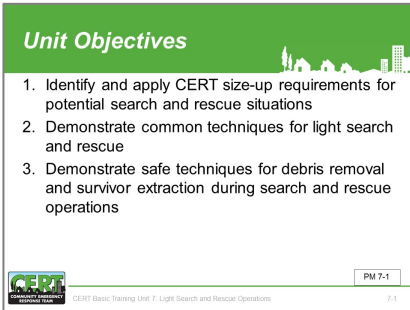 Unit Objectives
1. Identify and apply CERT size-up requirements for
potential search and rescue situations
2. Demonstrate common techniques for light search
and rescue
3. Demonstrate safe techniques for debris removal
and survivor extraction during search and rescue
operations
PM 7-1
CERT
COMMUNITY EMERGENCY
RESPONSE TEAM
CERT Basic Training Unit 7: Light Search and Rescue Operations
7-1